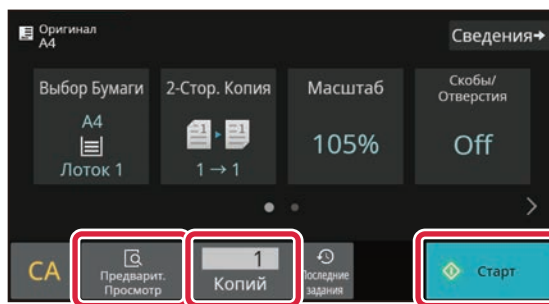 Оригинал
A4
Сведения→
Выбор Бумаги
A4
Лоток 1
2-Стор. Копия
1 → 1
Масштаб
105%
Скобы/
Отверстия
Off
CA
Предварит.
Просмотр
1
Копий
Последние
задания
Старт